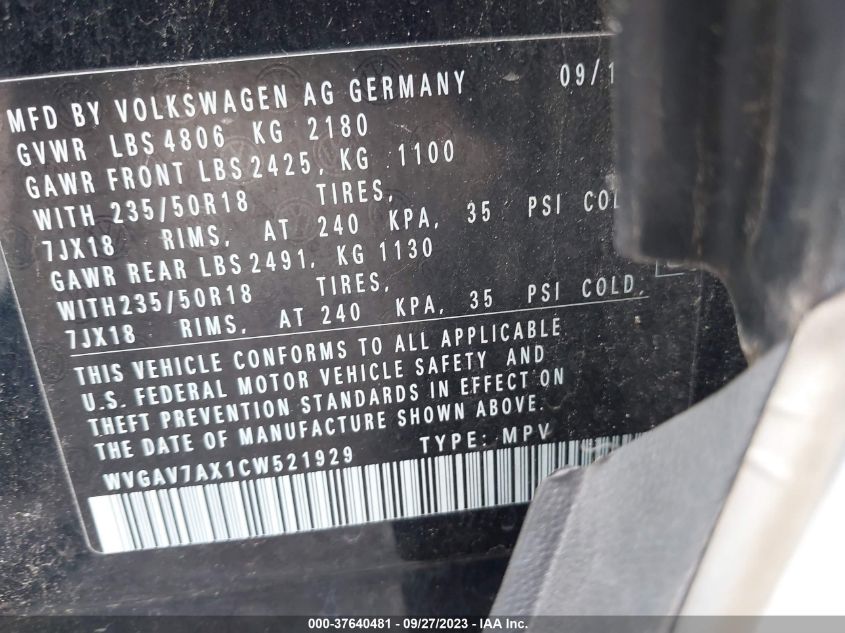 MFD BY VOLKSWAGEN AG GERMANY 09/1
GVWR LBS 4806 KG 2180
GAWR FRONT LBS 2425, KG 1100
WITH 235/50R18 TIRES,
7JX18 RIMS, AT 240 KPA, 35 PSI COL
GAWR REAR LBS 2491, KG 1130
WITH235/50R18 TIRES,
7JX18 RIMS, AT 240 KPA, 35 PSI COLD.
THIS VEHICLE CONFORMS TO ALL APPLICABLE
U.S. FEDERAL MOTOR VEHICLE SAFETY AND
THEFT PREVENTION STANDARDS IN EFFECT ON
THE DATE OF MANUFACTURE SHOWN ABOVE.
WVGAV7AX1CW521929 TYPE: MPV
000-37640481 - 09/27/2023 - IAA Inc.